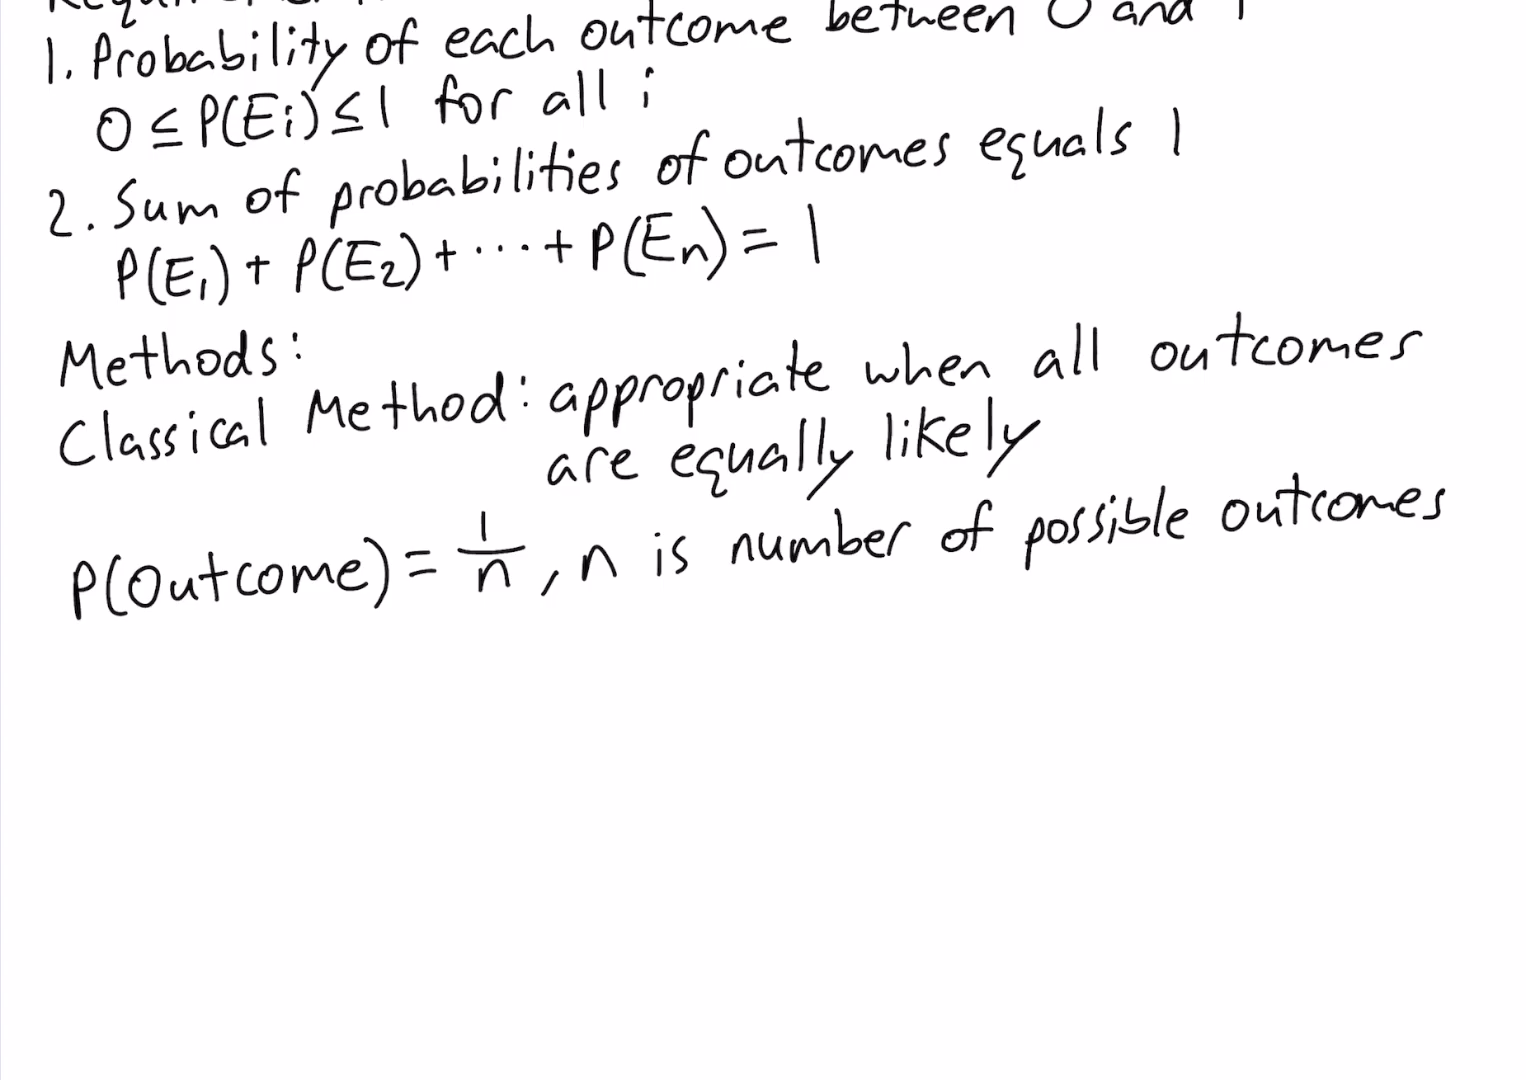 1. Probability of each outcome between 0 and 1
0 ≤ P(Ei) ≤ 1 for all i
2. Sum of probabilities of outcomes equals 1
P(E1) + P(E2) + ... + P(En) = 1
Methods:
Classical Method: appropriate when all outcomes
are equally likely
P(Outcome) = 1/n, n is number of possible outcomes